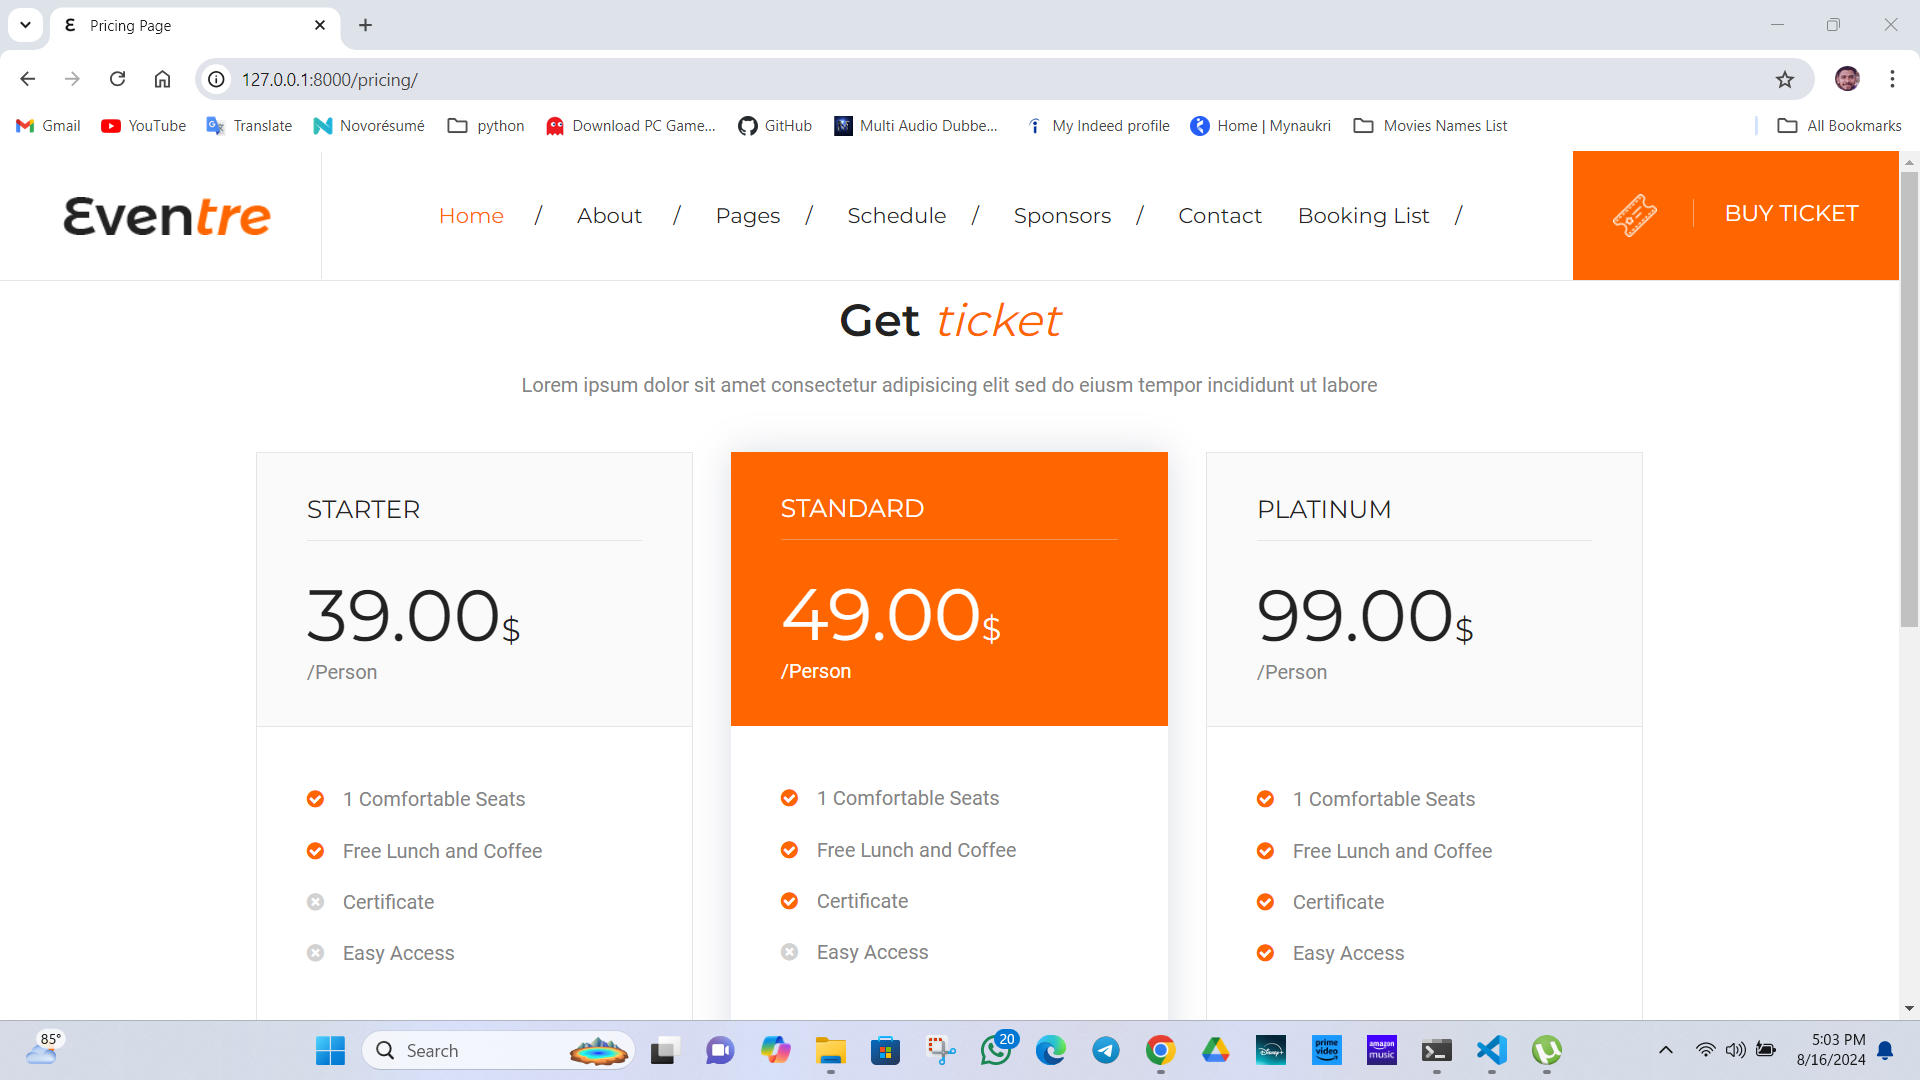 Pricing Page
127.0.0.1:8000/pricing/
Gmail YouTube Translate Novorésumé python Download PC Game... GitHub Multi Audio Dubbe... My Indeed profile Home | Mynaukri Movies Names List All Bookmarks
Eventre
Home / About / Pages / Schedule / Sponsors / Contact Booking List /
BUY TICKET
Get ticket
Lorem ipsum dolor sit amet consectetur adipisicing elit sed do eiusm tempor incididunt ut labore
STARTER
39.00$
/Person
1 Comfortable Seats
Free Lunch and Coffee
Certificate
Easy Access
STANDARD
49.00$
/Person
1 Comfortable Seats
Free Lunch and Coffee
Certificate
Easy Access
PLATINUM
99.00$
/Person
1 Comfortable Seats
Free Lunch and Coffee
Certificate
Easy Access
85°
Search
20
Disney+
prime video
amazon music
5:03 PM
8/16/2024